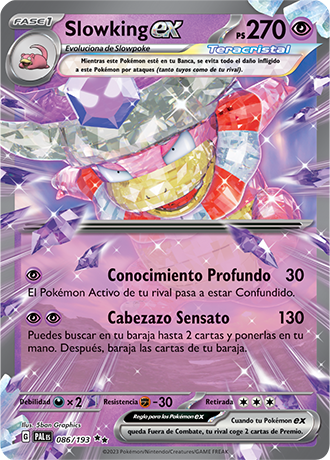 FASE 1
Slowking ex
PS 270
Evoluciona de Slowpoke
Teracristal
Mientras este Pokémon esté en tu Banca, se evita todo el daño infligido
a este Pokémon por ataques (tanto tuyos como de tu rival).
Conocimiento Profundo 30
El Pokémon Activo de tu rival pasa a estar Confundido.
Cabezazo Sensato 130
Puedes buscar en tu baraja hasta 2 cartas y ponerlas en tu
mano. Después, baraja las cartas de tu baraja.
Debilidad ×2 Resistencia -30 Retirada
Ilus. 5ban Graphics
Regla para los Pokémon ex
Cuando tu Pokémon ex
queda Fuera de Combate, tu rival coge 2 cartas de Premio.
G PAL ES 086/193
©2023 Pokémon/Nintendo/Creatures/GAME FREAK